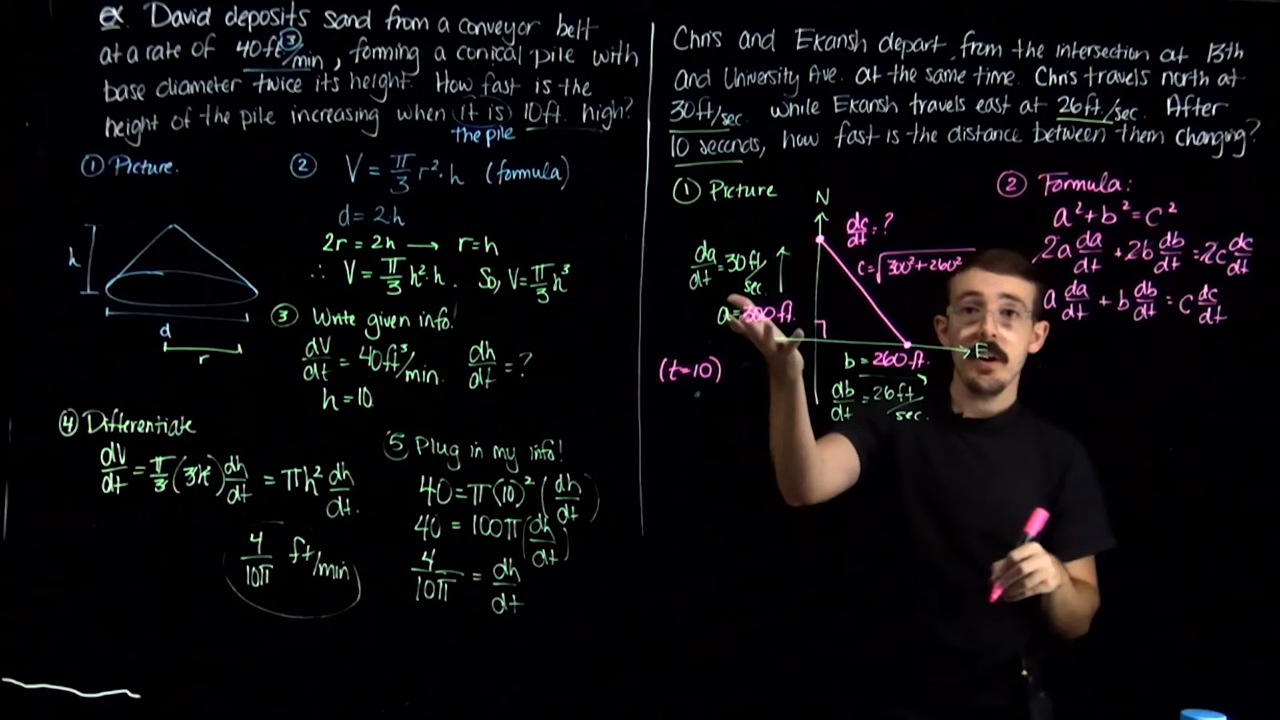 ex. David deposits sand from a conveyor belt
at a rate of 40ft³/min, forming a conical pile with
base diameter twice its height. How fast is the
height of the pile increasing when (it is) 10ft. high?
the pile
① Picture.
h
d
r
② V = π/3 r²·h (formula)
d = 2·h
2r = 2h → r = h
∴ V = π/3 h²·h. So, V = π/3 h³
③ Write given info!
dV/dt = 40ft³/min. dh/dt = ?
h = 10.
④ Differentiate
dV/dt = π/3 (3h²) dh/dt = πh² dh/dt.
4/10π ft/min
⑤ Plug in my info!
40 = π(10)² (dh/dt)
40 = 100π (dh/dt)
4/10π = dh/dt
Chris and Ekansh depart from the intersection at 13th
and University Ave. at the same time. Chris travels north at
30ft/sec. while Ekansh travels east at 26ft/sec. After
10 seconds, how fast is the distance between them changing?
① Picture
N
dc/dt = ?
da/dt = 30ft/sec.
c = √300² + 260²
a = 300 ft.
E
(t=10)
b = 260 ft.
db/dt = 26ft/sec.
② Formula:
a² + b² = c²
2a da/dt + 2b db/dt = 2c dc/dt
a da/dt + b db/dt = c dc/dt